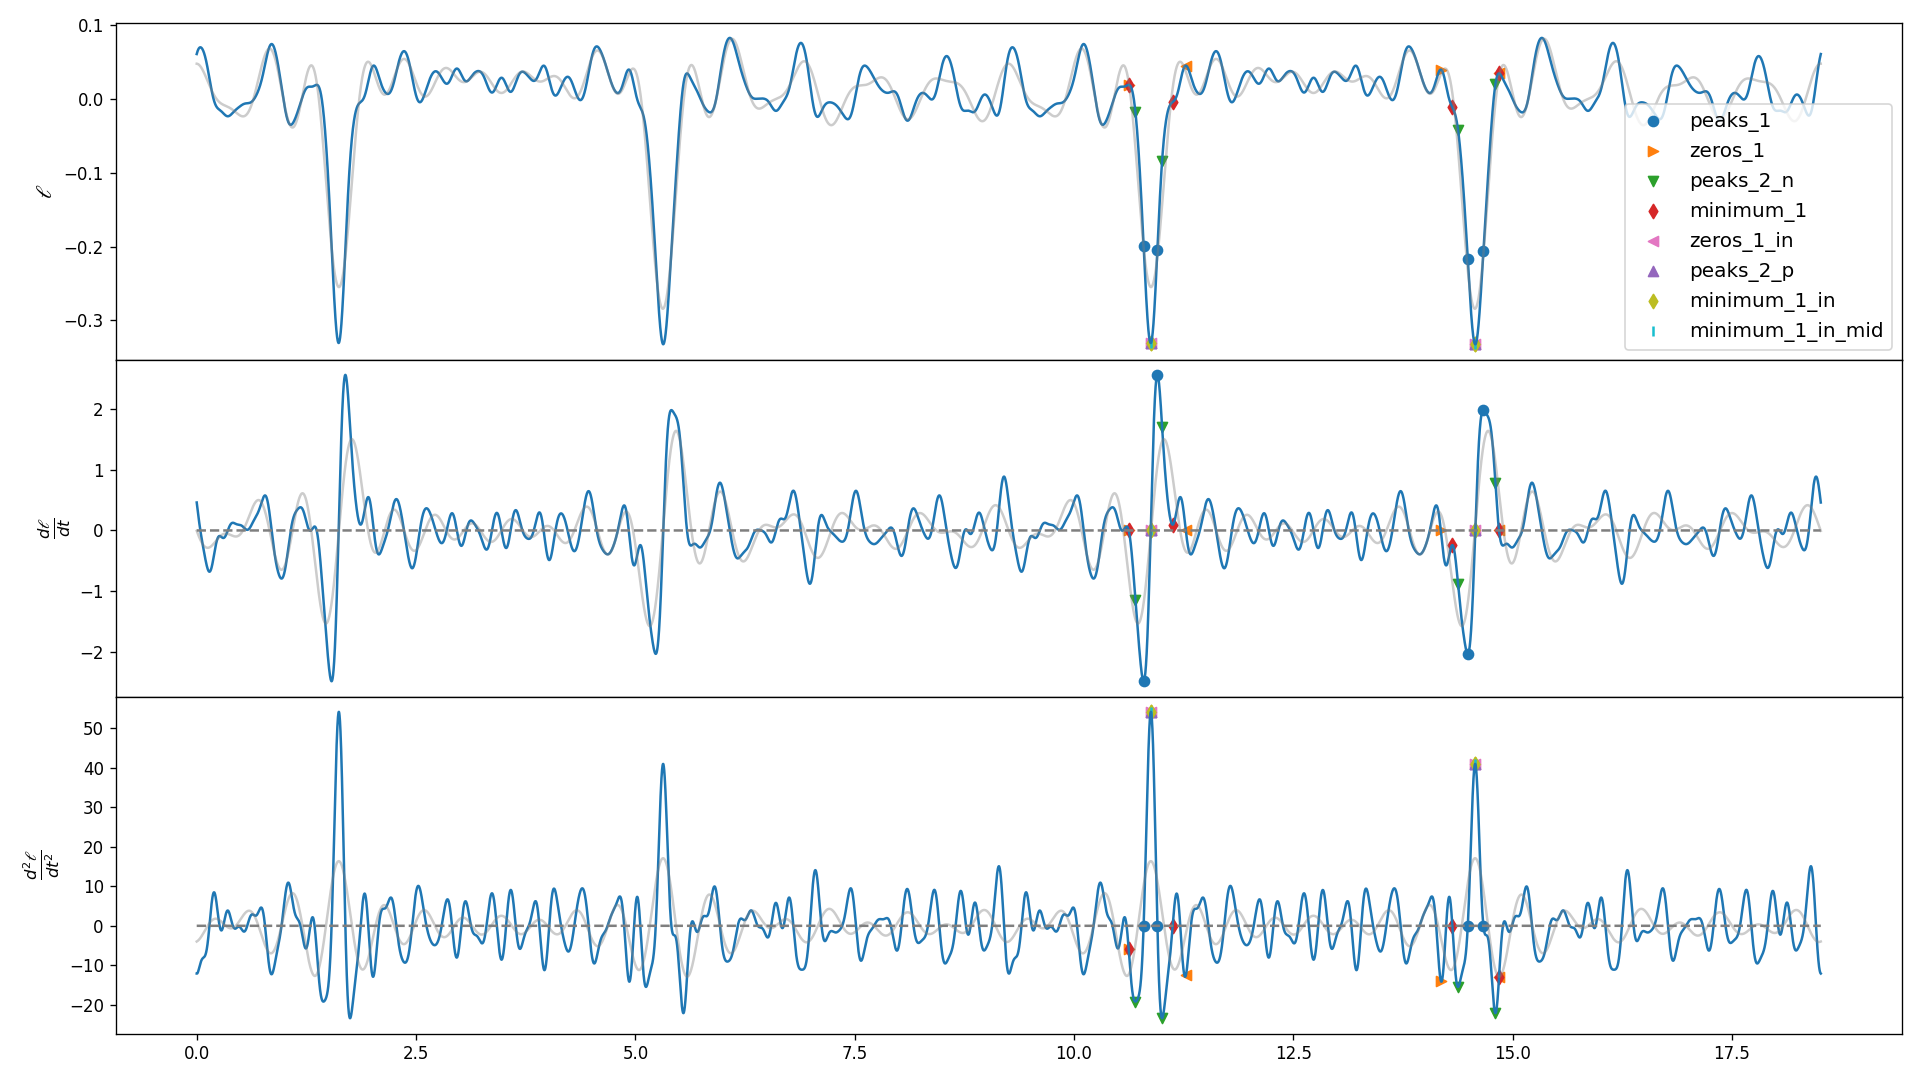 0.1
0.0
−0.1
−0.2
−0.3
ℓ
peaks_1
zeros_1
peaks_2_n
minimum_1
zeros_1_in
peaks_2_p
minimum_1_in
minimum_1_in_mid
2
1
0
−1
−2
dℓ
dt
50
40
30
20
10
0
−10
−20
d²ℓ
dt²
0.0 2.5 5.0 7.5 10.0 12.5 15.0 17.5